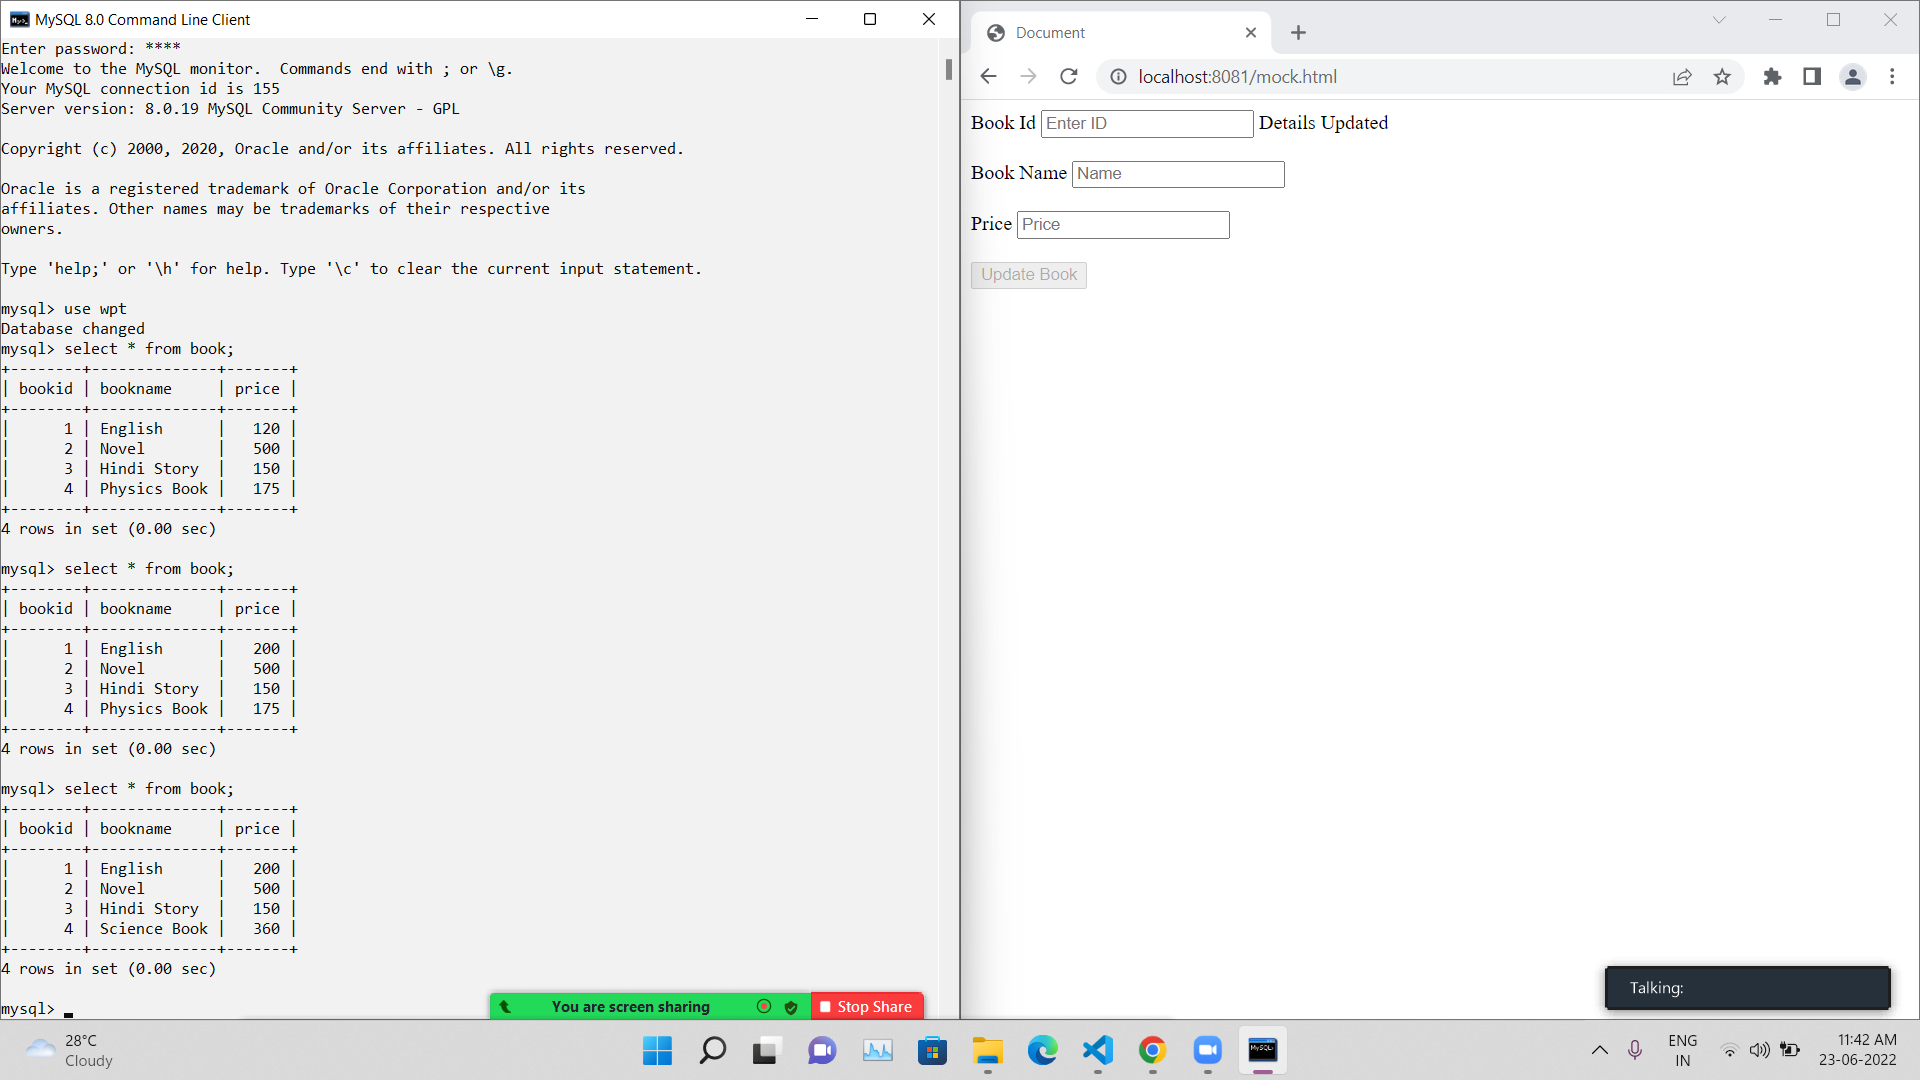 MySQL 8.0 Command Line Client
Enter password: ****
Welcome to the MySQL monitor.  Commands end with ; or \g.
Your MySQL connection id is 155
Server version: 8.0.19 MySQL Community Server - GPL
Copyright (c) 2000, 2020, Oracle and/or its affiliates. All rights reserved.
Oracle is a registered trademark of Oracle Corporation and/or its
affiliates. Other names may be trademarks of their respective
owners.
Type 'help;' or '\h' for help. Type '\c' to clear the current input statement.
mysql> use wpt
Database changed
mysql> select * from book;
+--------+--------------+-------+
| bookid | bookname     | price |
+--------+--------------+-------+
|      1 | English      |   120 |
|      2 | Novel        |   500 |
|      3 | Hindi Story  |   150 |
|      4 | Physics Book |   175 |
+--------+--------------+-------+
4 rows in set (0.00 sec)
mysql> select * from book;
+--------+--------------+-------+
| bookid | bookname     | price |
+--------+--------------+-------+
|      1 | English      |   200 |
|      2 | Novel        |   500 |
|      3 | Hindi Story  |   150 |
|      4 | Physics Book |   175 |
+--------+--------------+-------+
4 rows in set (0.00 sec)
mysql> select * from book;
+--------+--------------+-------+
| bookid | bookname     | price |
+--------+--------------+-------+
|      1 | English      |   200 |
|      2 | Novel        |   500 |
|      3 | Hindi Story  |   150 |
|      4 | Science Book |   360 |
+--------+--------------+-------+
4 rows in set (0.00 sec)
mysql>
You are screen sharing
Stop Share
Document
localhost:8081/mock.html
Book Id Enter ID Details Updated
Book Name Name
Price Price
Update Book
Talking:
28°C
Cloudy
MySQL>
ENG
IN
11:42 AM
23-06-2022